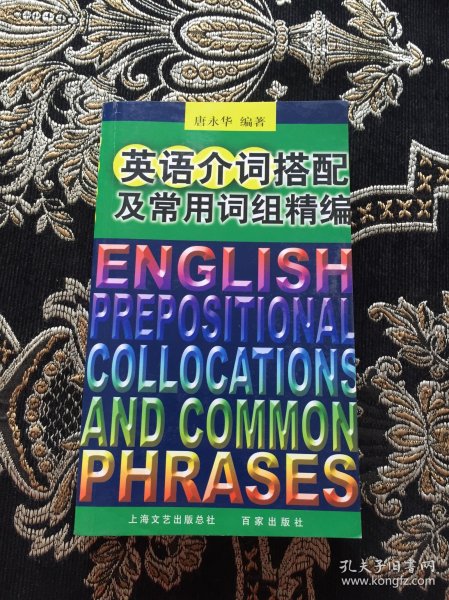 唐永华 编著
英语介词搭配
及常用词组精编
ENGLISH
PREPOSITIONAL
COLLOCATIONS
AND COMMON
PHRASES
上海文艺出版总社 百家出版社
孔夫子旧书网
www.kongfz.com